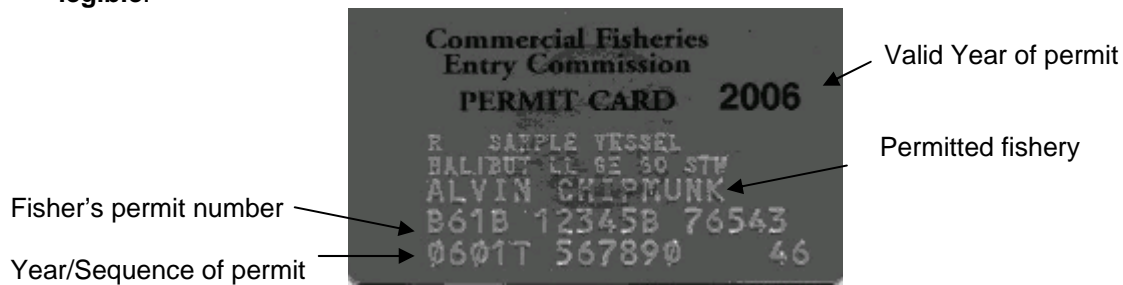 Commercial Fisheries
Entry Commission
PERMIT CARD 2006
Valid Year of permit
R SAMPLE VESSEL
HALIBUT LL GE 60 STW
Permitted fishery
ALVIN CHIPMUNK
Fisher's permit number
B61B 12345B 76543
Year/Sequence of permit
0601T 567890 46